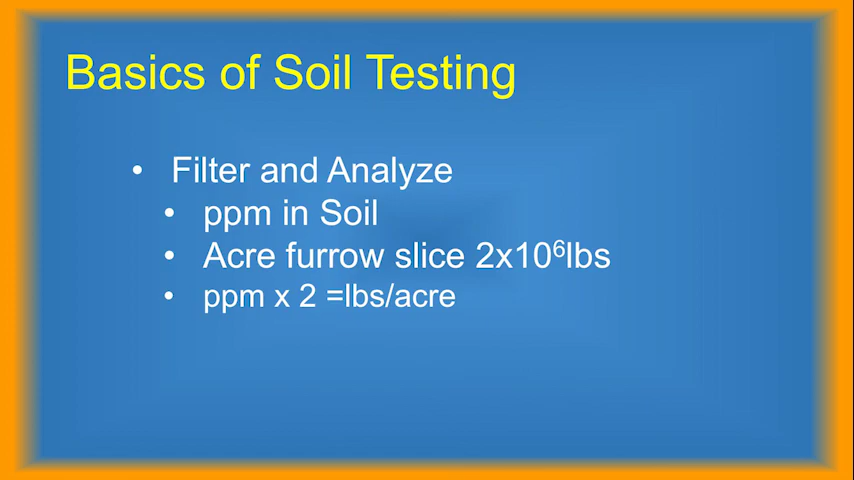 Basics of Soil Testing
• Filter and Analyze
• ppm in Soil
• Acre furrow slice 2x10⁶lbs
• ppm x 2 =lbs/acre